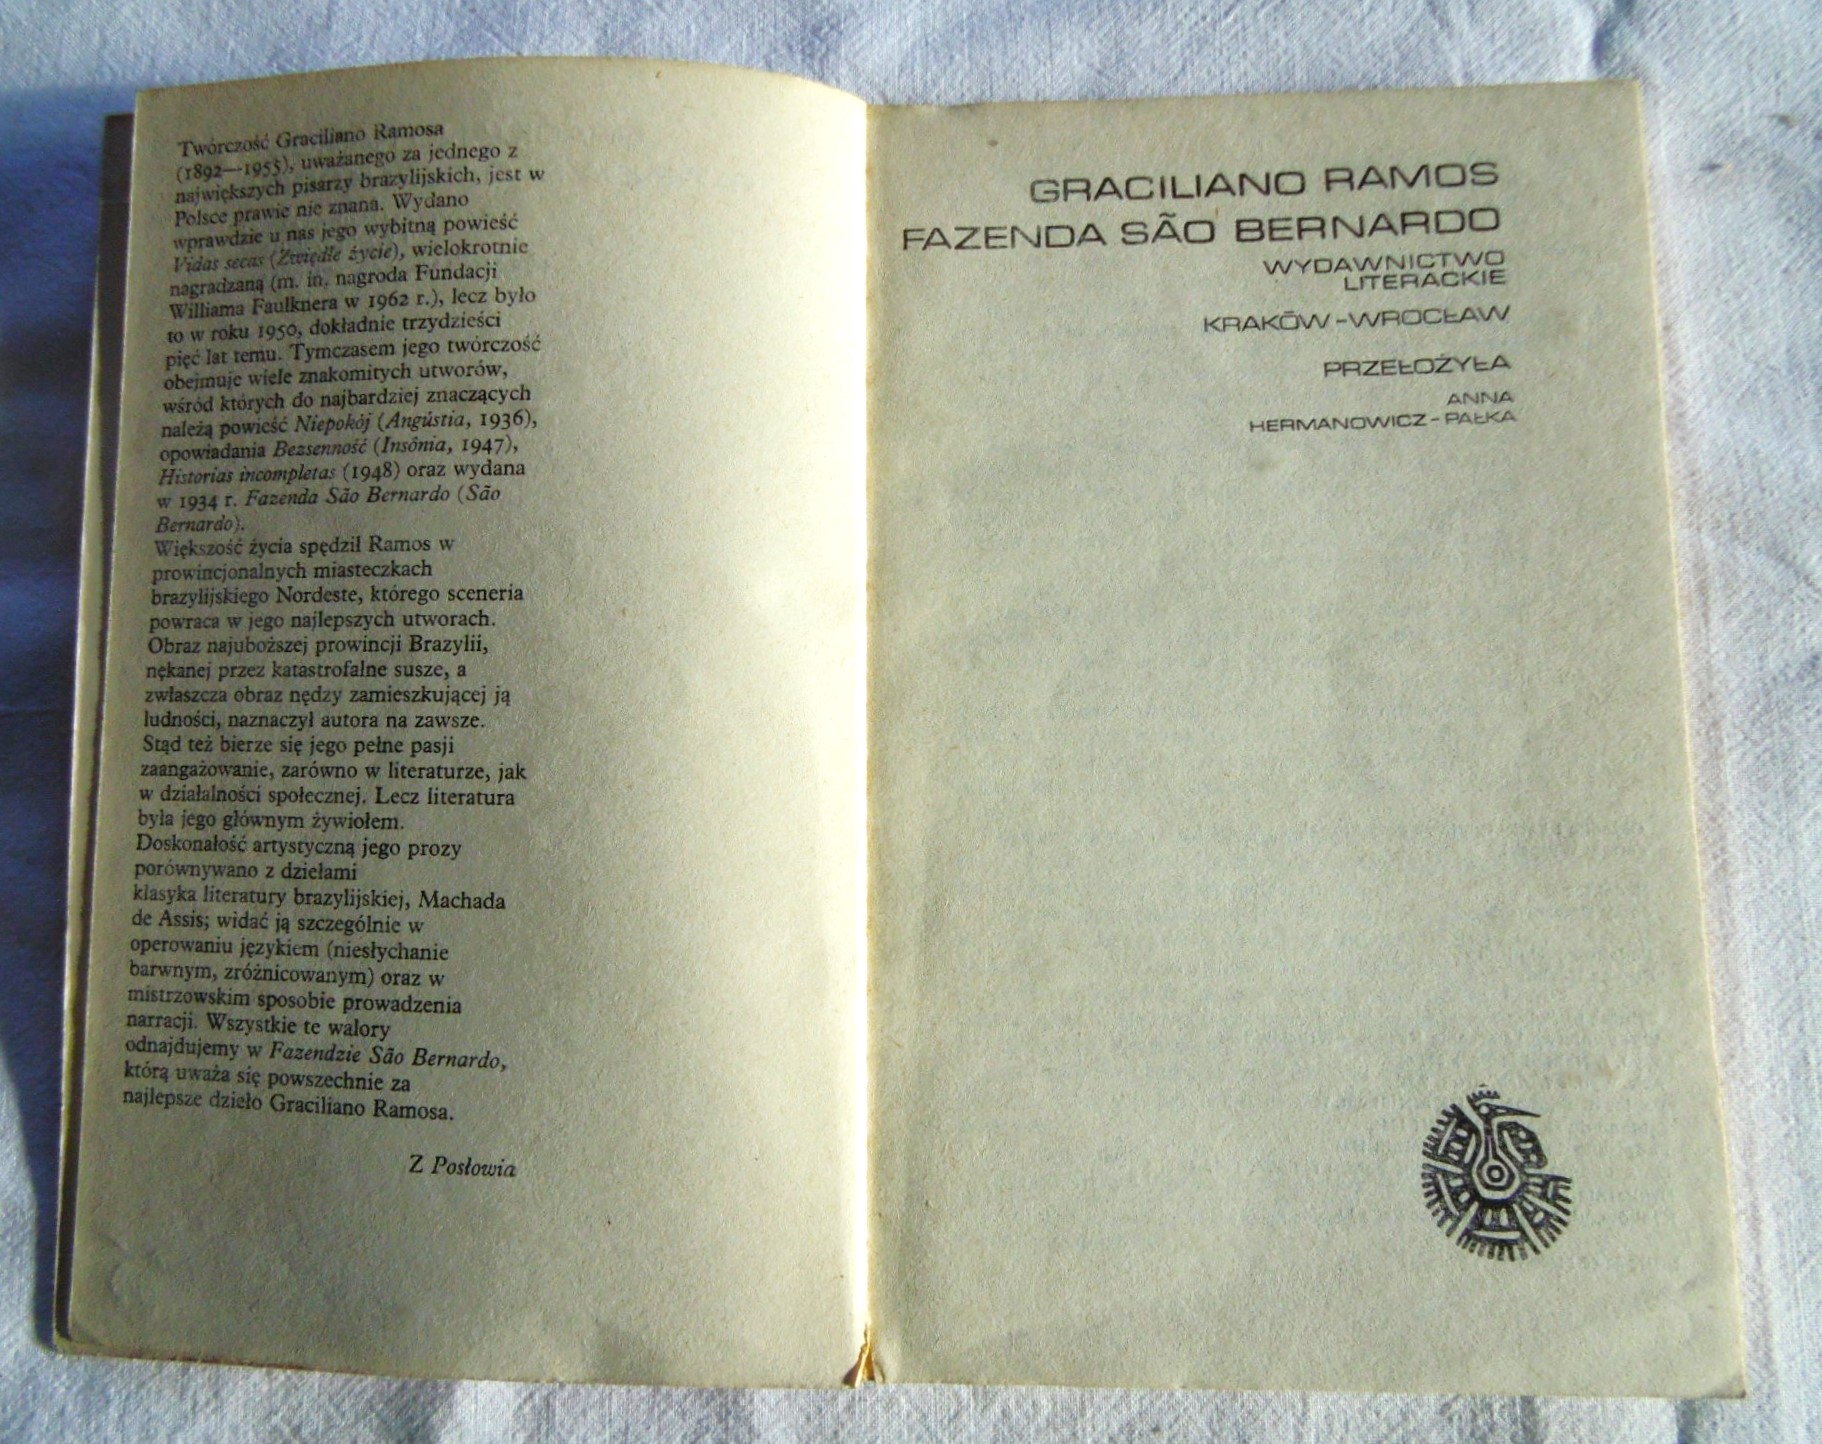 Twórczość Graciliano Ramosa
(1892—1955), uważanego za jednego z
największych pisarzy brazylijskich, jest w
Polsce prawie nie znana. Wydano
wprawdzie u nas jego wybitną powieść
Vidas secas (Zwiędłe życie), wielokrotnie
nagradzaną (m. in. nagroda Fundacji
Williama Faulknera w 1962 r.), lecz było
to w roku 1950, dokładnie trzydzieści
pięć lat temu. Tymczasem jego twórczość
obejmuje wiele znakomitych utworów,
wśród których do najbardziej znaczących
należą powieść Niepokój (Angústia, 1936),
opowiadania Bezsenność (Insônia, 1947),
Historias incompletas (1948) oraz wydana
w 1934 r. Fazenda São Bernardo (São
Bernardo).
Większość życia spędził Ramos w
prowincjonalnych miasteczkach
brazylijskiego Nordeste, którego sceneria
powraca w jego najlepszych utworach.
Obraz najuboższej prowincji Brazylii,
nękanej przez katastrofalne susze, a
zwłaszcza obraz nędzy zamieszkującej ją
ludności, naznaczył autora na zawsze.
Stąd też bierze się jego pełne pasji
zaangażowanie, zarówno w literaturze, jak
w działalności społecznej. Lecz literatura
była jego głównym żywiołem.
Doskonałość artystyczną jego prozy
porównywano z dziełami
klasyka literatury brazylijskiej, Machada
de Assis; widać ją szczególnie w
operowaniu językiem (niesłychanie
barwnym, zróżnicowanym) oraz w
mistrzowskim sposobie prowadzenia
narracji. Wszystkie te walory
odnajdujemy w Fazendzie São Bernardo,
którą uważa się powszechnie za
najlepsze dzieło Graciliano Ramosa.
Z Posłowia
GRACILIANO RAMOS
FAZENDA SÃO BERNARDO
WYDAWNICTWO
LITERACKIE
KRAKÓW-WROCŁAW
PRZEŁOŻYŁA
ANNA
HERMANOWICZ-PAŁKA